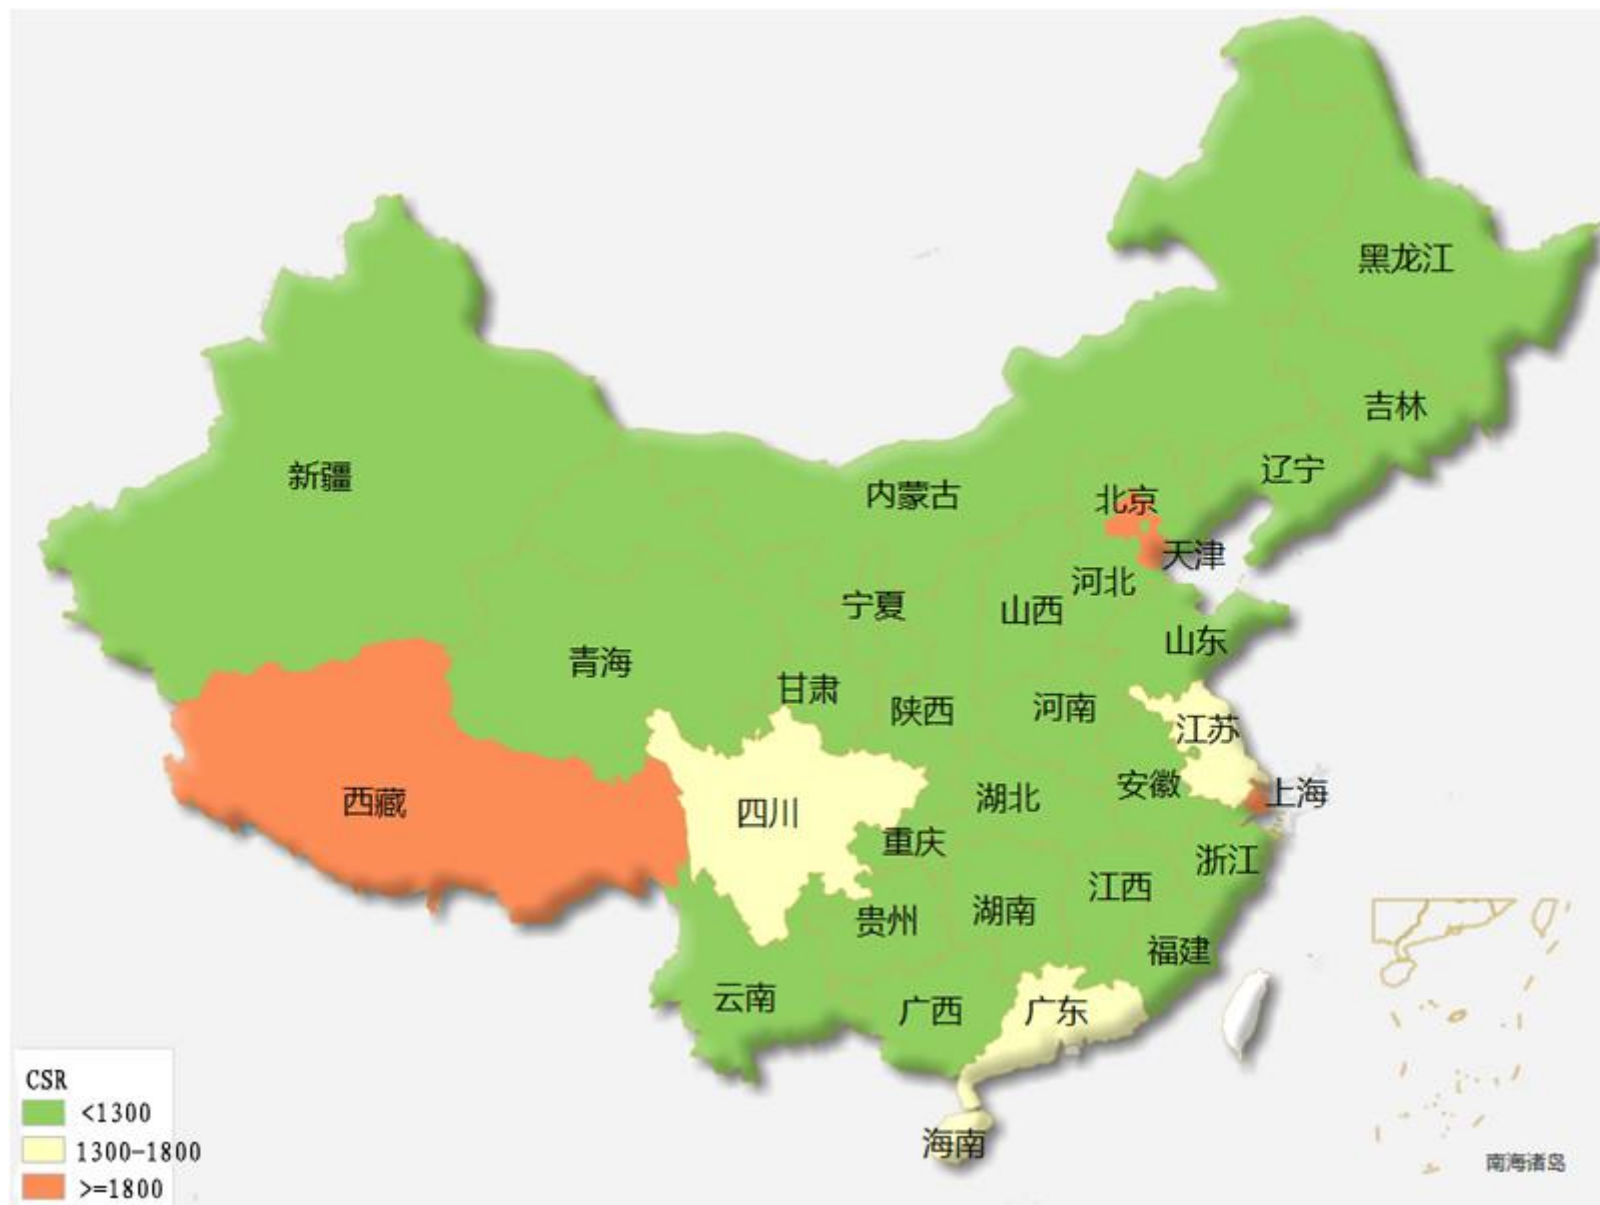 黑龙江
吉林
辽宁
新疆
内蒙古
北京
天津
河北
宁夏
山西
山东
青海
甘肃
陕西
河南
江苏
西藏
四川
湖北
安徽
上海
重庆
浙江
江西
贵州
湖南
福建
云南
广西
广东
海南
南海诸岛
CSR
<1300
1300-1800
>=1800